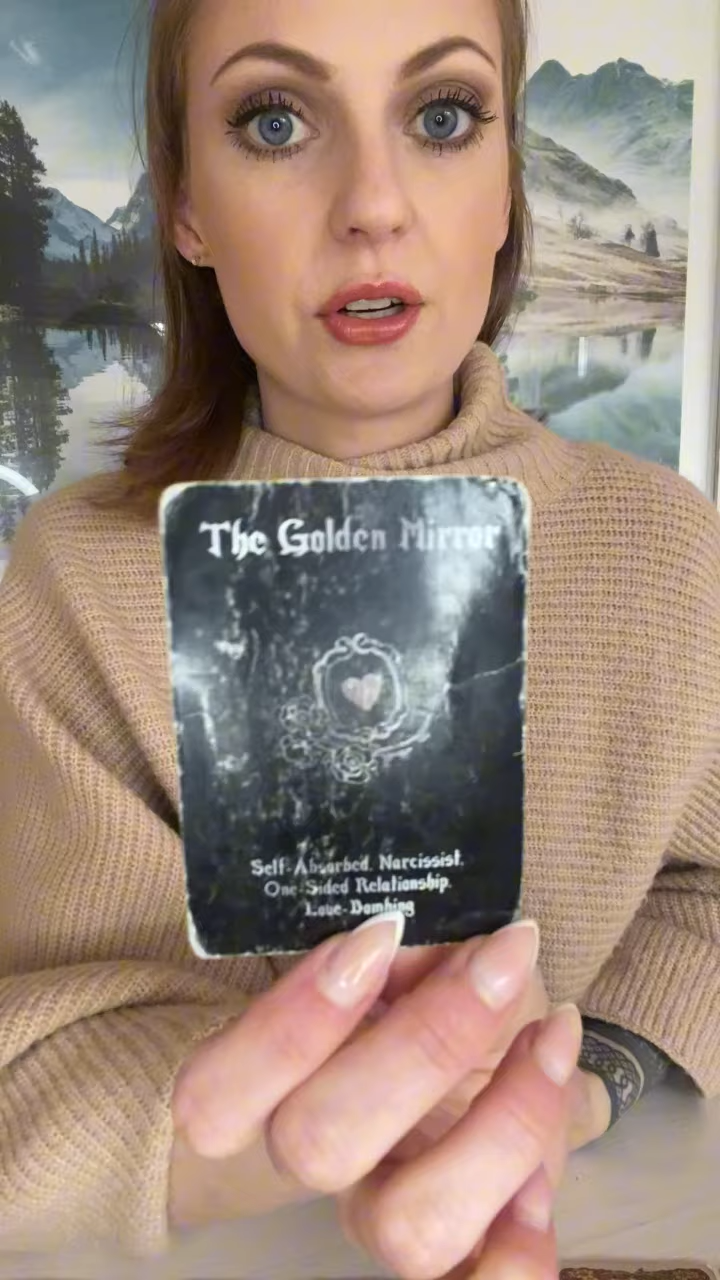 The Golden Mirror
Self-Absorbed. Narcissist.
One-Sided Relationship.
Love-Bombing